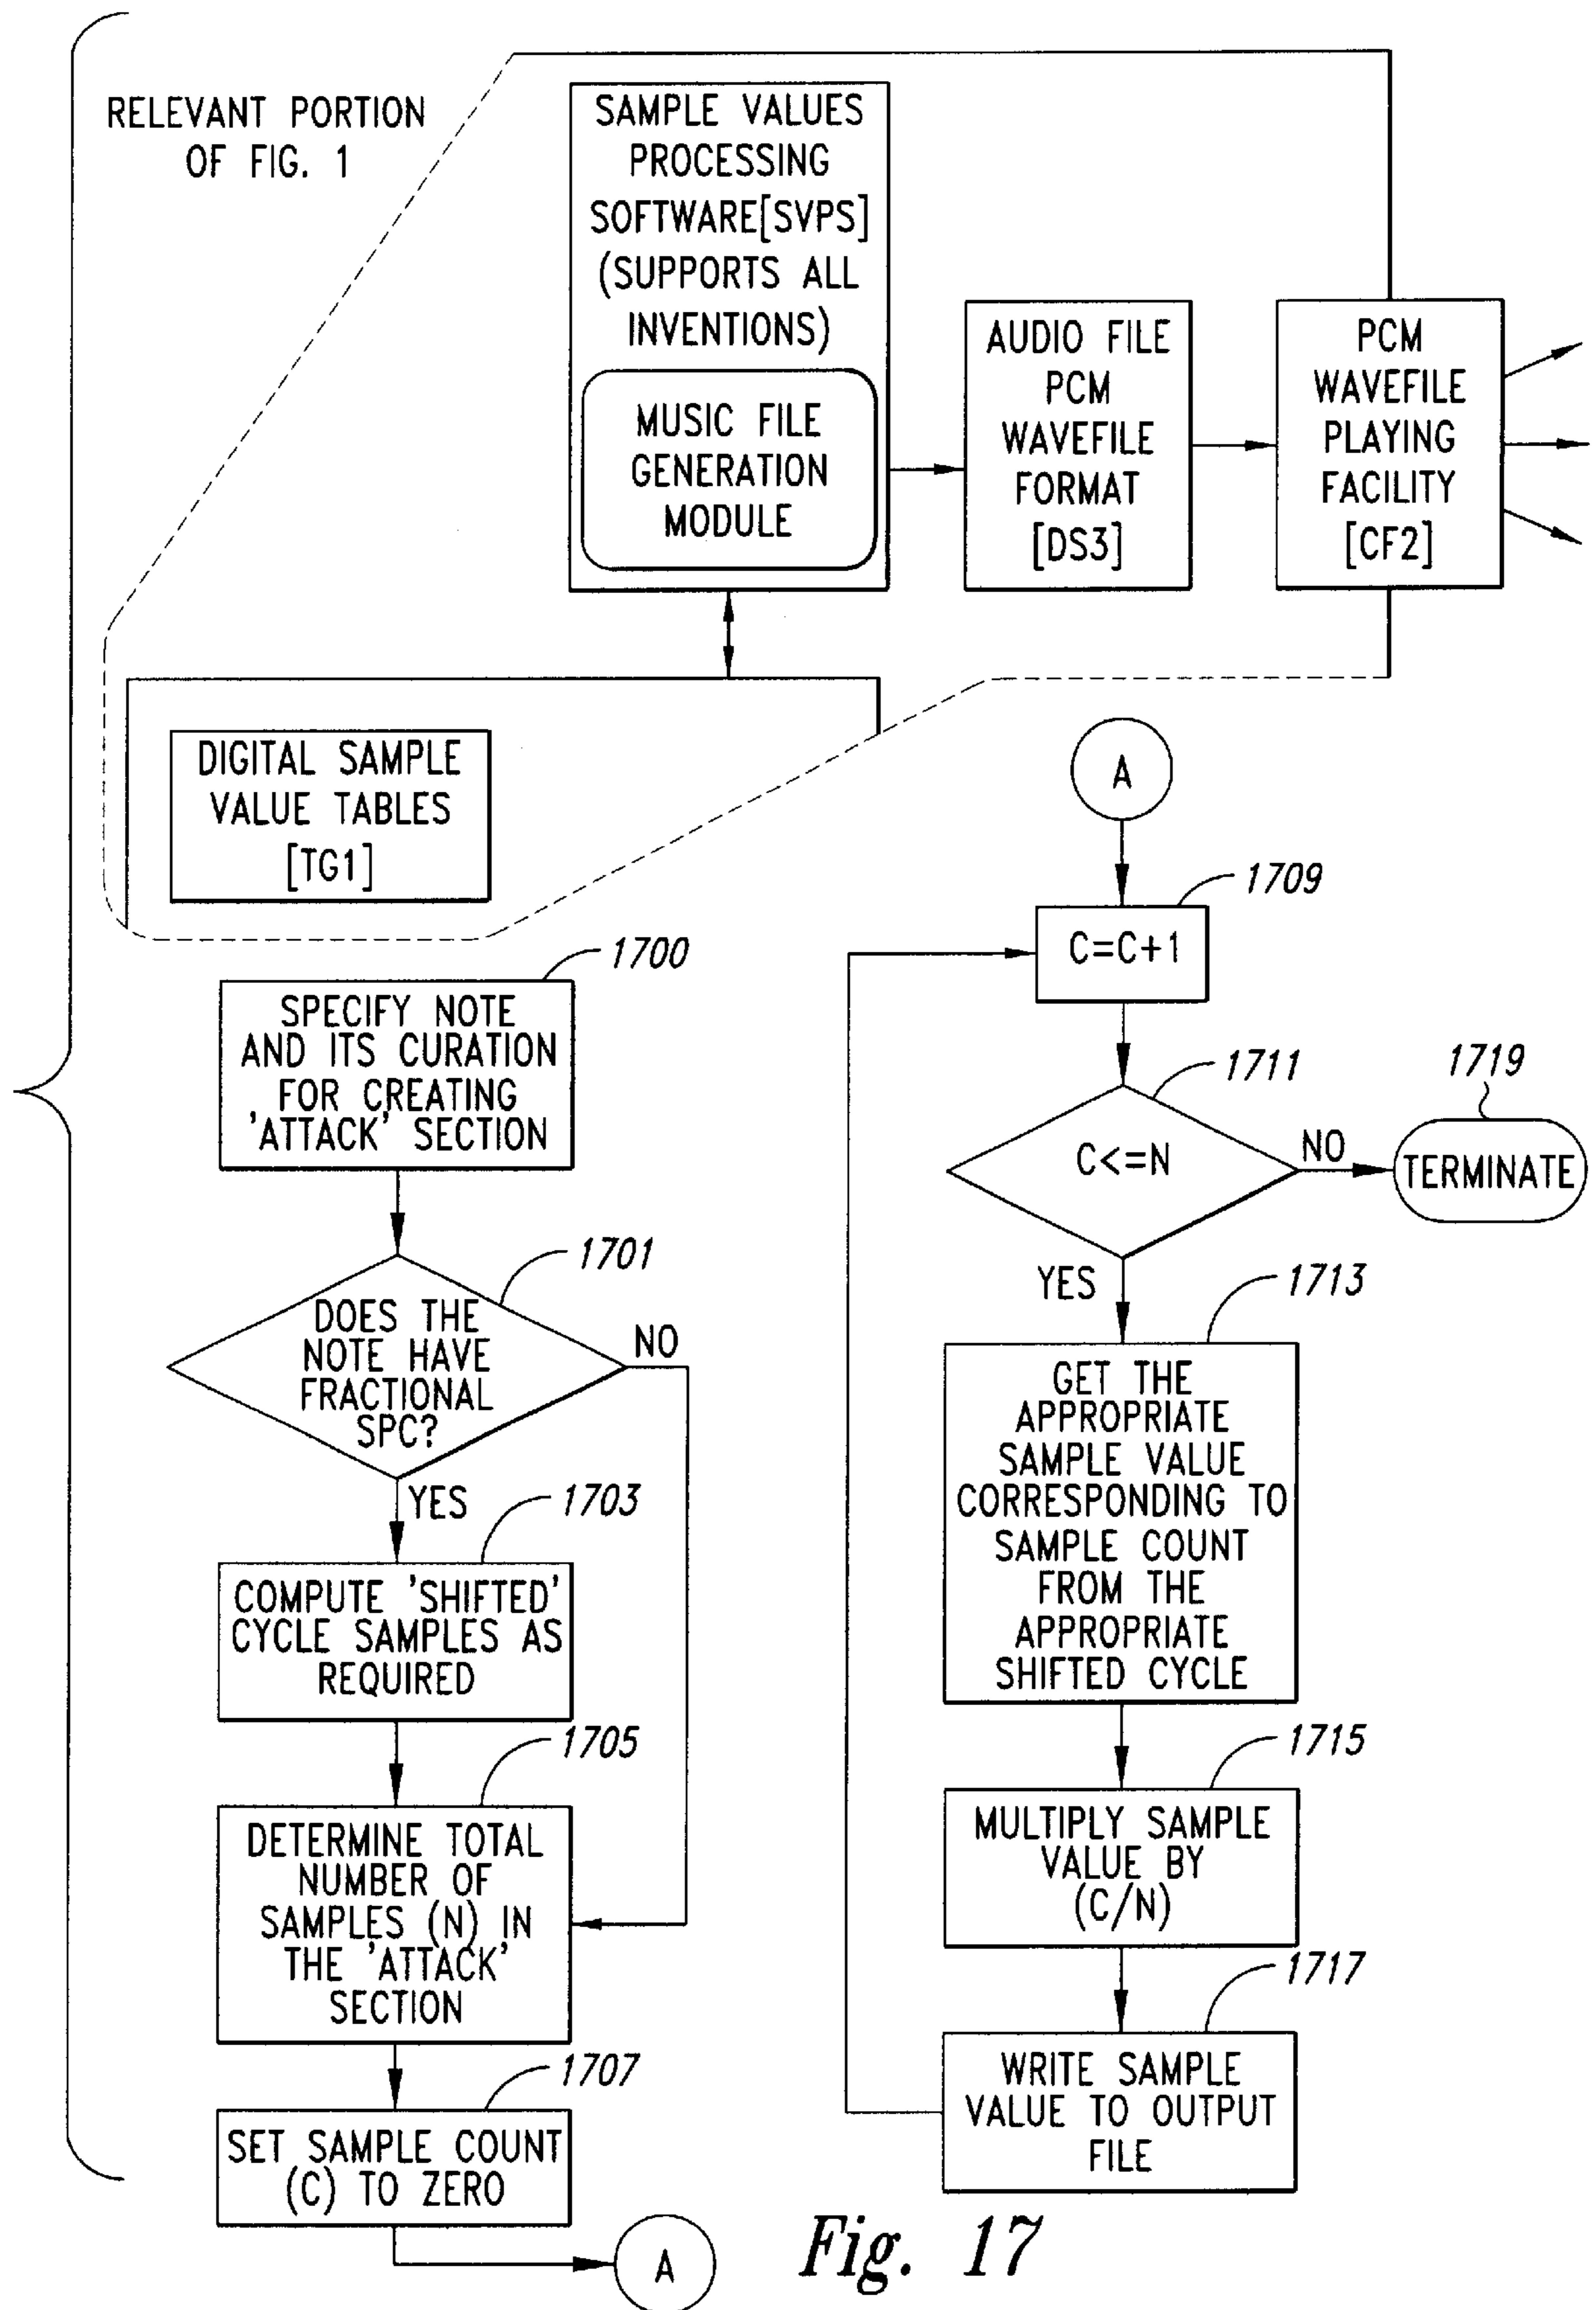 RELEVANT PORTION
OF FIG. 1
SAMPLE VALUES
PROCESSING
SOFTWARE[SVPS]
(SUPPORTS ALL
INVENTIONS)
MUSIC FILE
GENERATION
MODULE
AUDIO FILE
PCM
WAVEFILE
FORMAT
[DS3]
PCM
WAVEFILE
PLAYING
FACILITY
[CF2]
DIGITAL SAMPLE
VALUE TABLES
[TG1]
1700
SPECIFY NOTE
AND ITS CURATION
FOR CREATING
'ATTACK' SECTION
1701
DOES THE
NOTE HAVE
FRACTIONAL
SPC?
NO
YES
1703
COMPUTE 'SHIFTED'
CYCLE SAMPLES AS
REQUIRED
1705
DETERMINE TOTAL
NUMBER OF
SAMPLES (N) IN
THE 'ATTACK'
SECTION
1707
SET SAMPLE COUNT
(C) TO ZERO
A
A
1709
C=C+1
1711
C<=N
NO
1719
TERMINATE
YES
1713
GET THE
APPROPRIATE
SAMPLE VALUE
CORRESPONDING TO
SAMPLE COUNT
FROM THE
APPROPRIATE
SHIFTED CYCLE
1715
MULTIPLY SAMPLE
VALUE BY
(C/N)
1717
WRITE SAMPLE
VALUE TO OUTPUT
FILE
Fig. 17